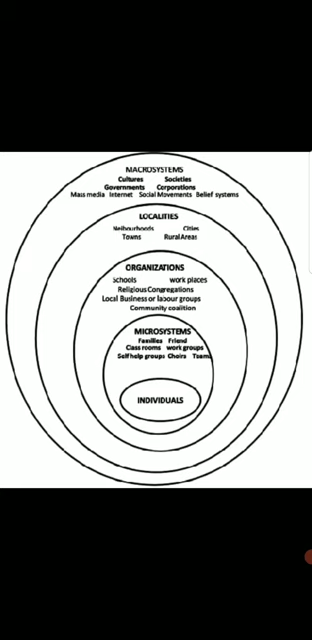 MACROSYSTEMS
Cultures Societies
Governments Corporations
Mass media Internet Social Movements Belief systems
LOCALITIES
Neibourhoods Cities
Towns Rural Areas
ORGANIZATIONS
Schools work places
Religious Congregations
Local Business or labour groups
Community coalition
MICROSYSTEMS
Families Friend
Class rooms work groups
Self help groups Choirs Teams
INDIVIDUALS